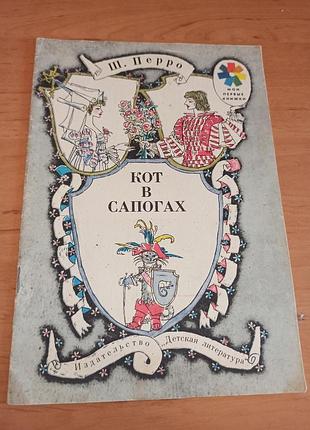 Ш. Перро
МОИ
ПЕРВЫЕ
КНИЖКИ
КОТ
В
САПОГАХ
Издательство „Детская литература“